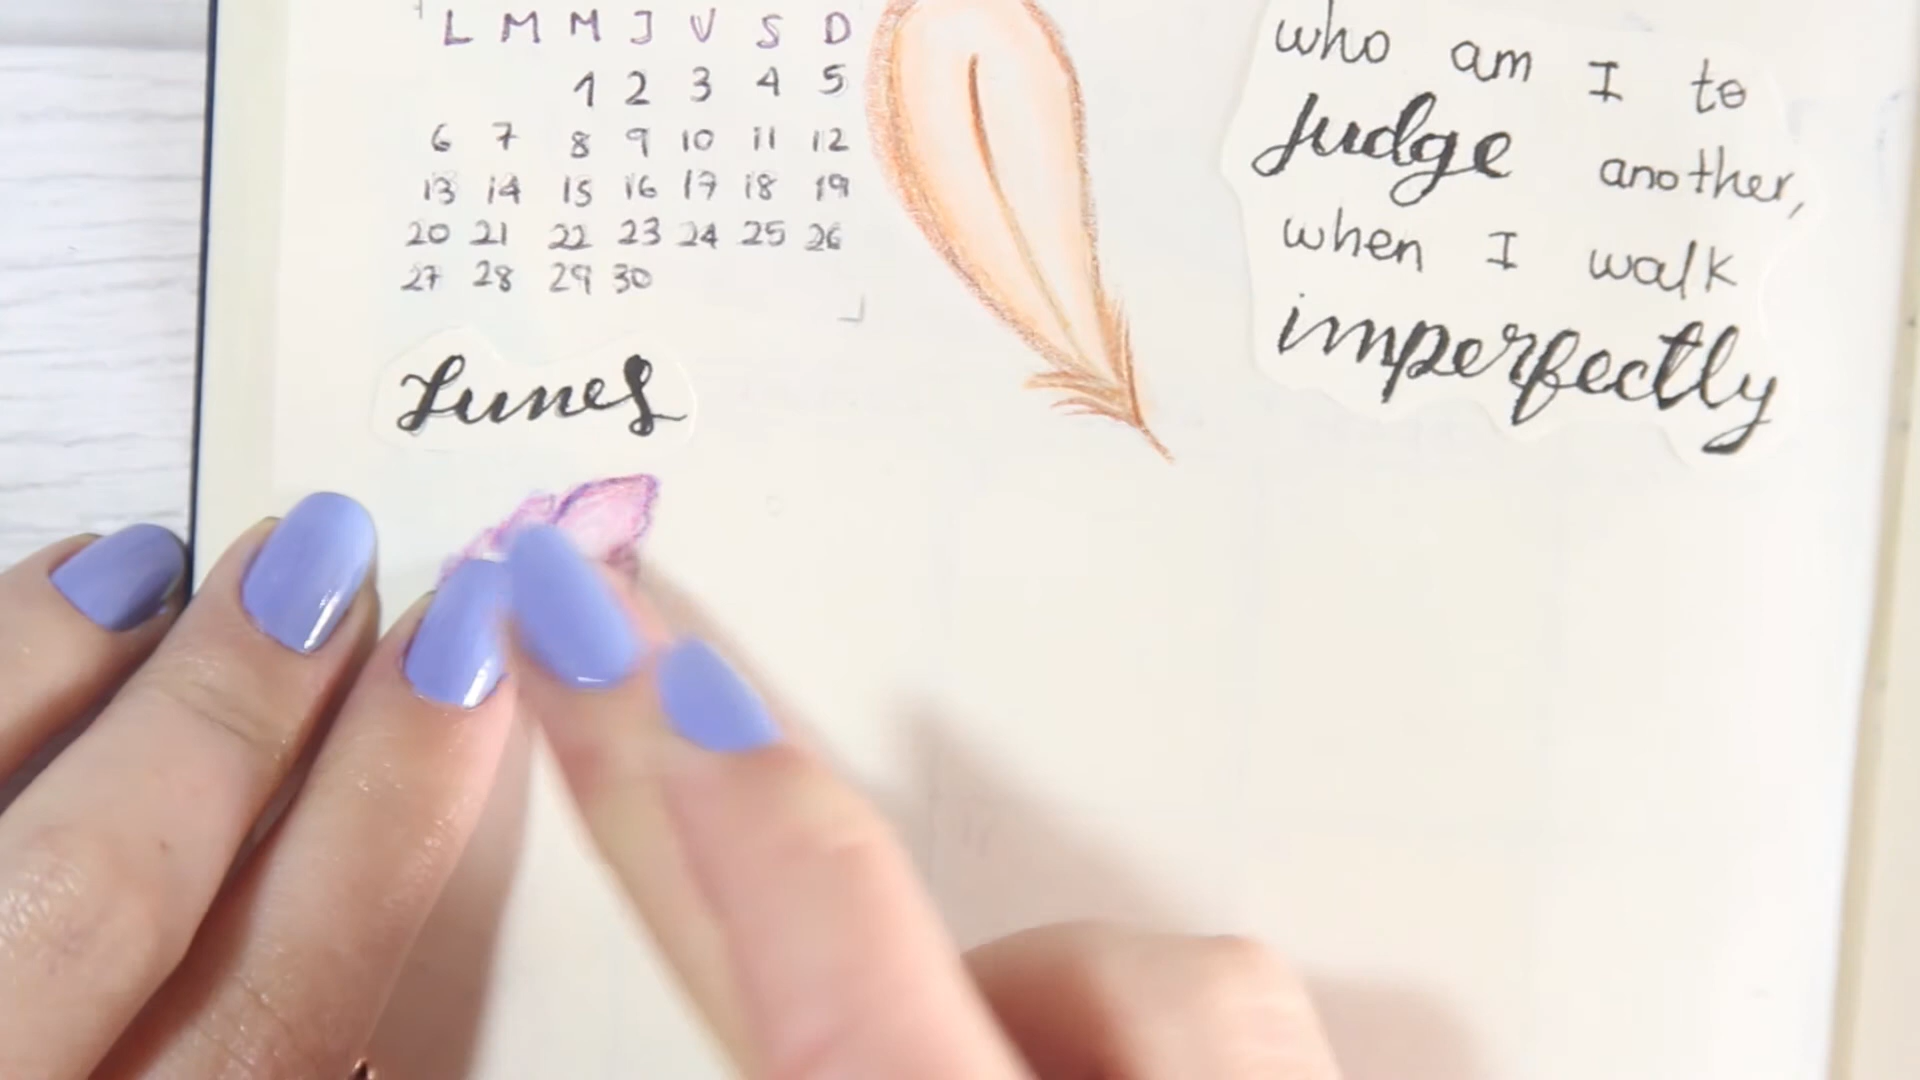 L M M J V S D
1 2 3 4 5
6 7 8 9 10 11 12
13 14 15 16 17 18 19
20 21 22 23 24 25 26
27 28 29 30
Lunes
who am I to
judge another,
when I walk
imperfectly